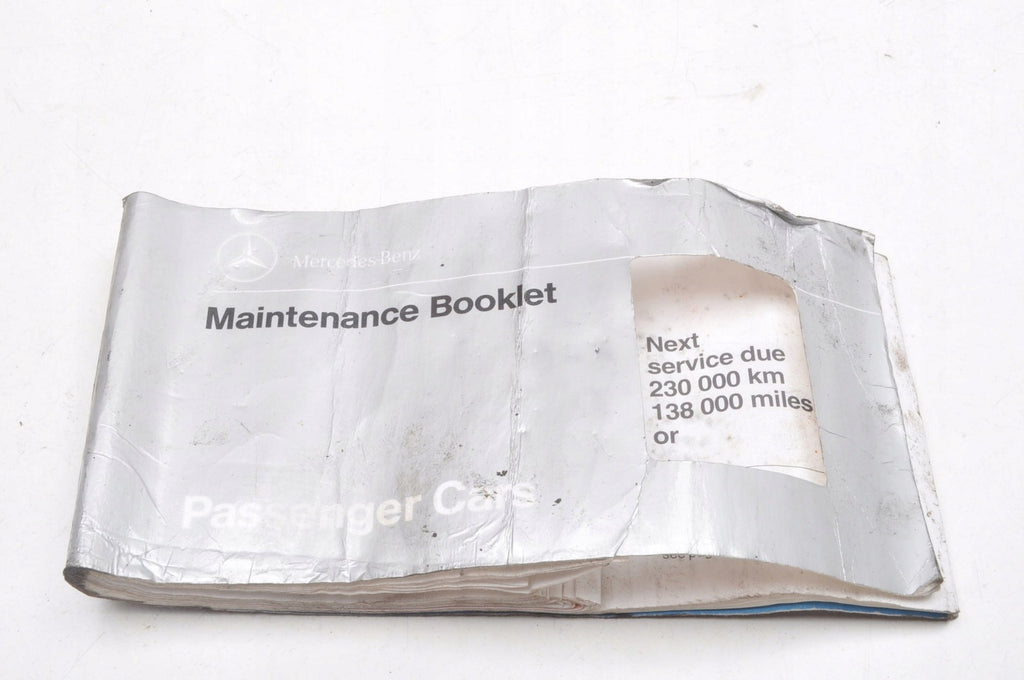 Mercedes-Benz
Maintenance Booklet
Next
service due
230 000 km
138 000 miles
or
Passenger Cars